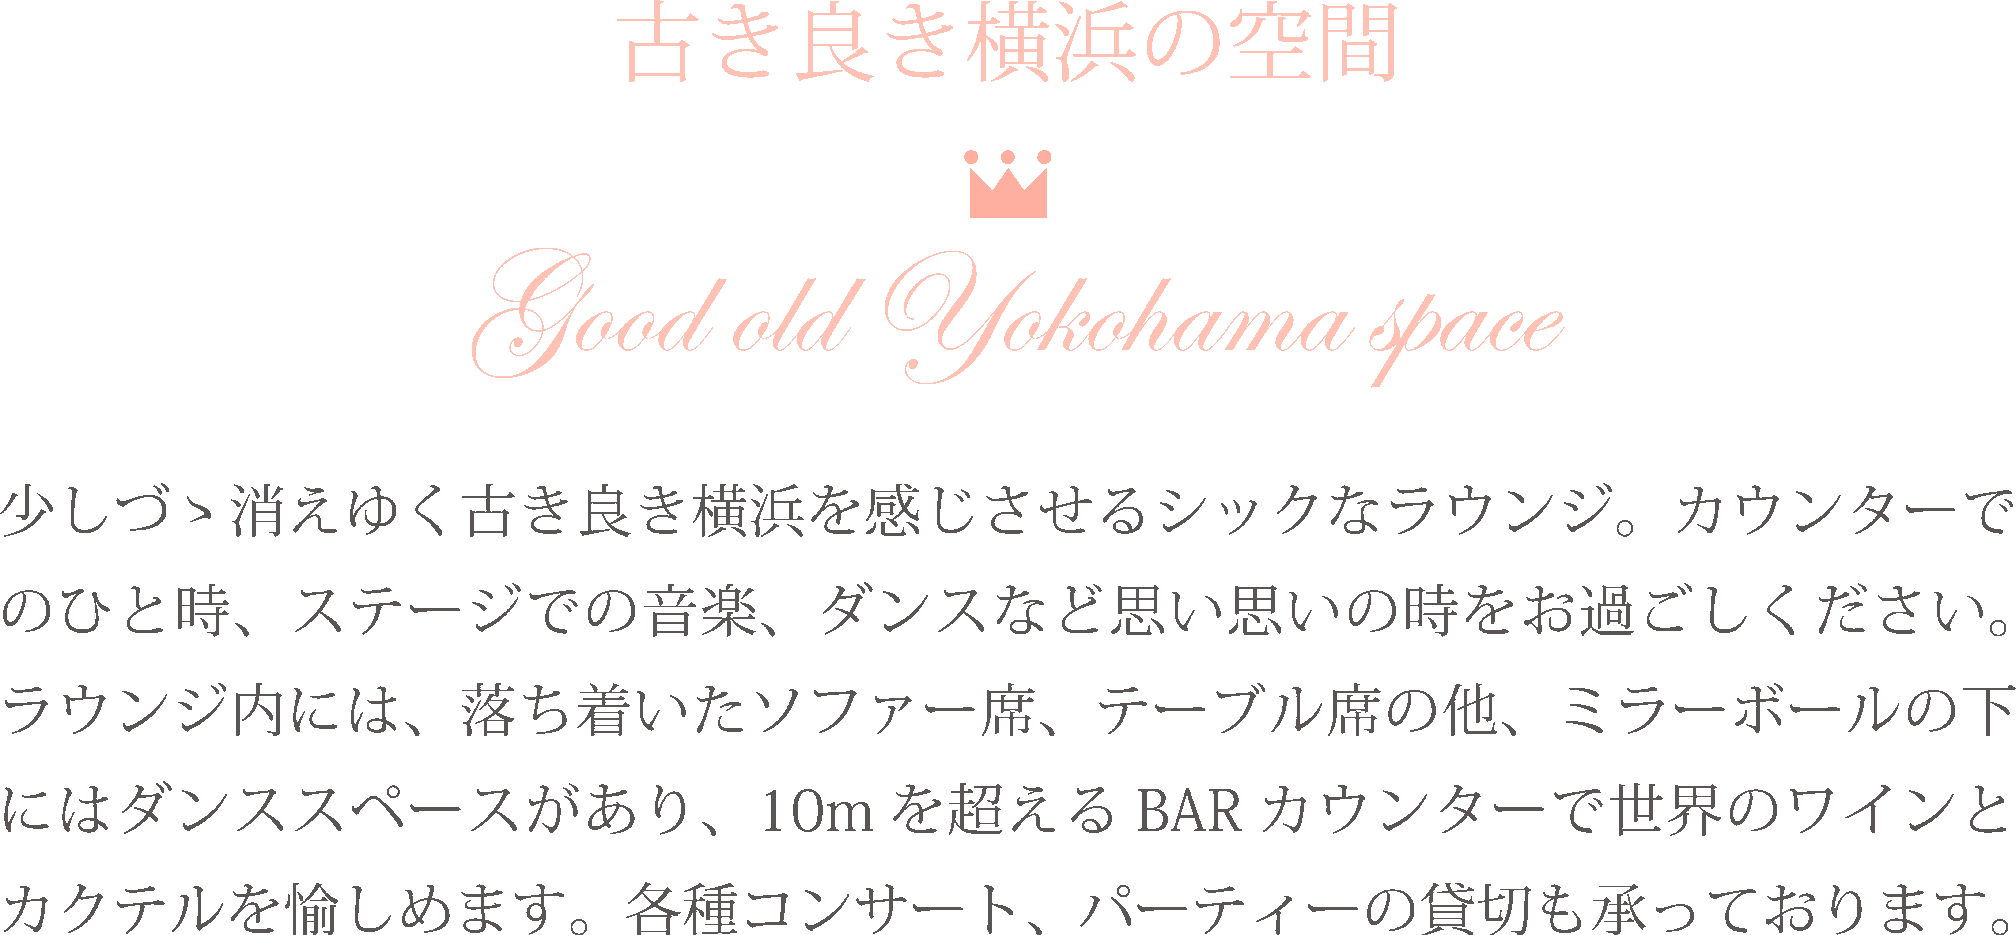 古き良き横浜の空間
Good old Yokohama space
少しづゝ消えゆく古き良き横浜を感じさせるシックなラウンジ。カウンターで
のひと時、ステージでの音楽、ダンスなど思い思いの時をお過ごしください。
ラウンジ内には、落ち着いたソファー席、テーブル席の他、ミラーボールの下
にはダンススペースがあり、10mを超えるBARカウンターで世界のワインと
カクテルを愉しめます。各種コンサート、パーティーの貸切も承っております。